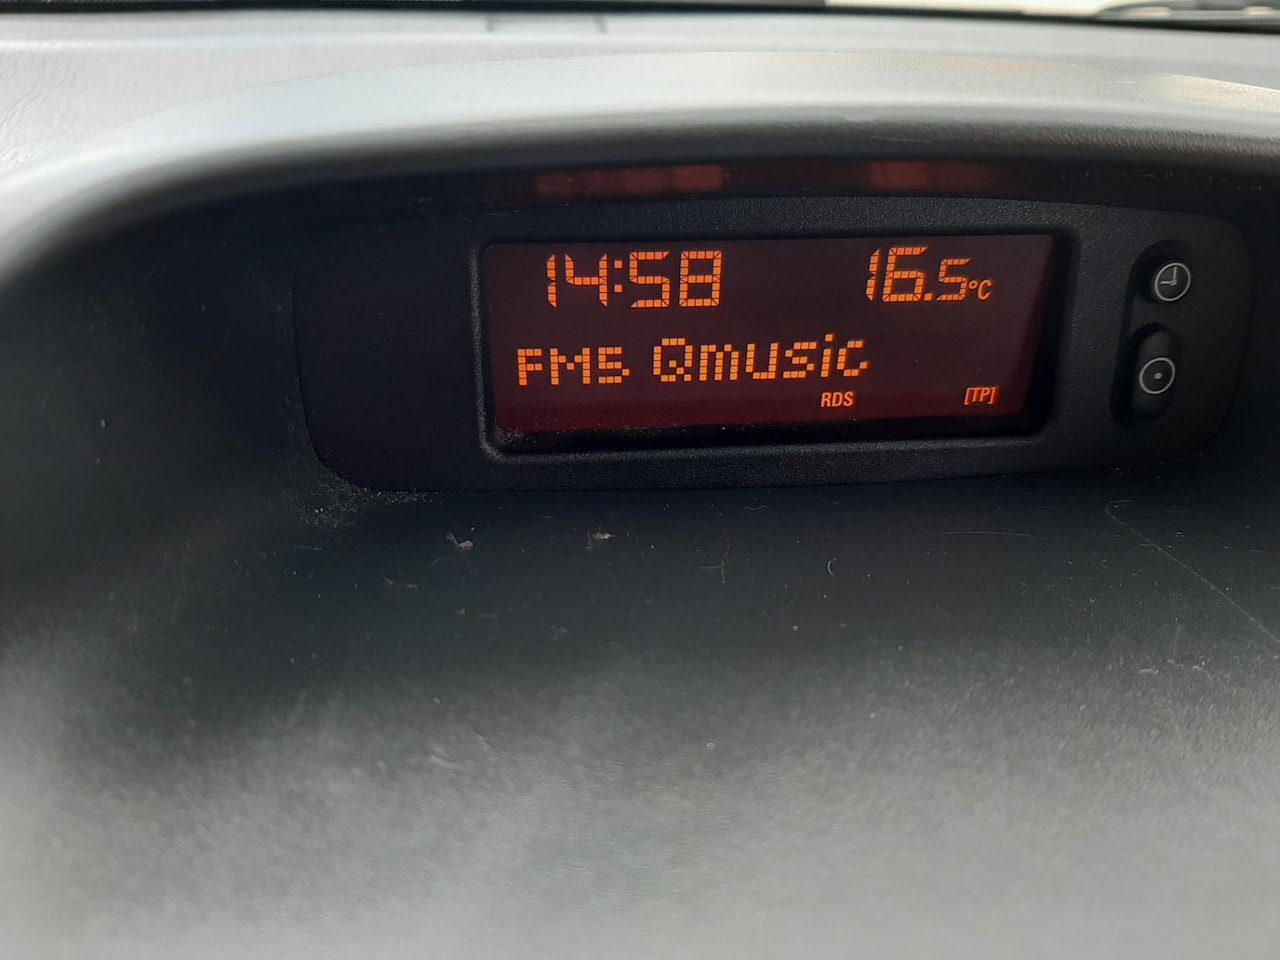 14:58 16.5°C
FM5 Qmusic
RDS [TP]